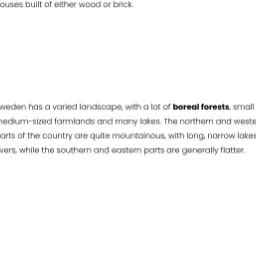 ouses built of either wood or brick.
weden has a varied landscape, with a lot of boreal forests, small
nedium-sized farmlands and many lakes. The northern and weste
arts of the country are quite mountainous, with long, narrow lakes
vers, while the southern and eastern parts are generally flatter.